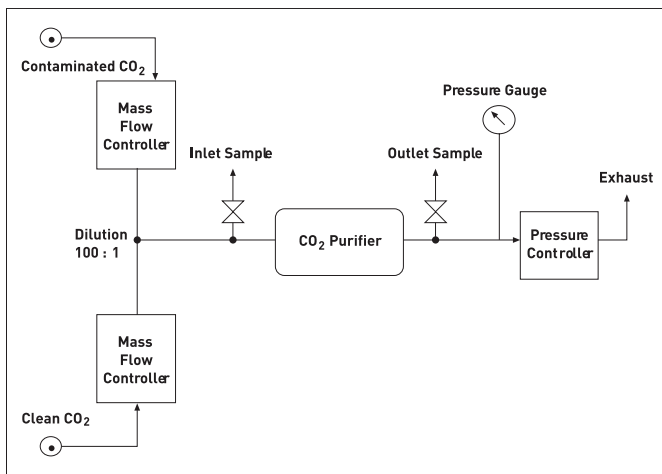 Contaminated CO2
Mass
Flow
Controller
Pressure Gauge
Inlet Sample
Outlet Sample
Exhaust
Dilution
100 : 1
CO2 Purifier
Pressure
Controller
Mass
Flow
Controller
Clean CO2